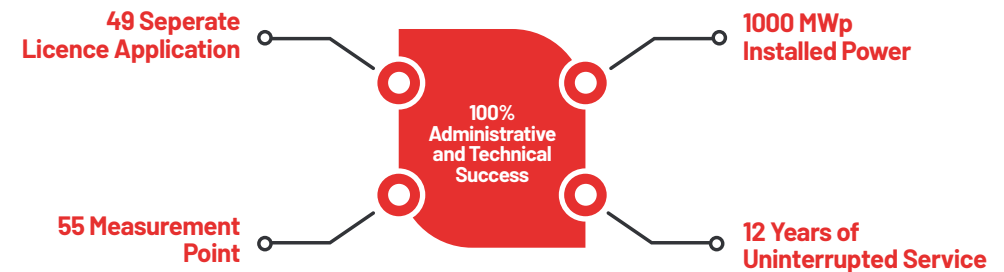 49 Seperate
Licence Application
1000 MWp
Installed Power
100%
Administrative
and Technical
Success
55 Measurement
Point
12 Years of
Uninterrupted Service